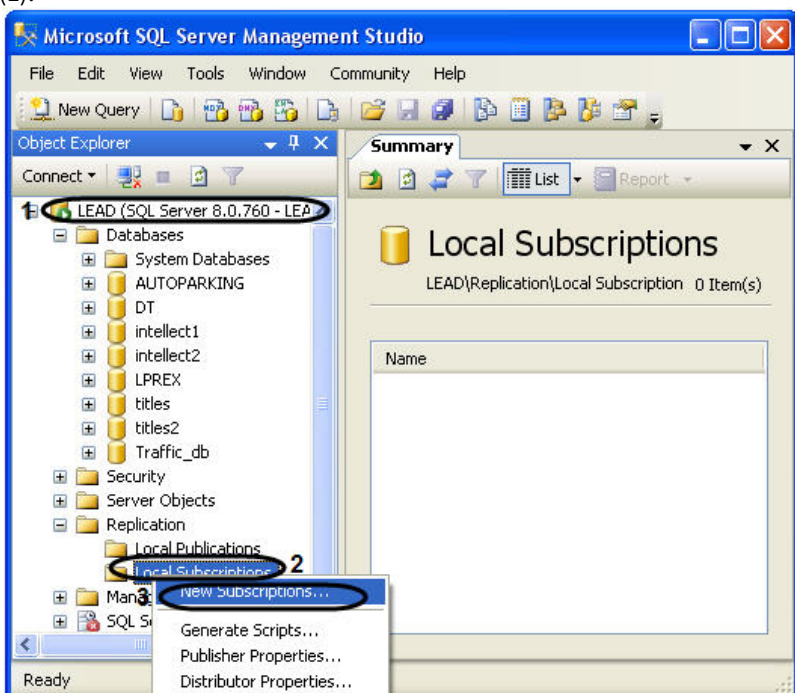 (2).
Microsoft SQL Server Management Studio
File Edit View Tools Window Community Help
New Query
Object Explorer
Summary
Connect
List Report
1 LEAD (SQL Server 8.0.760 - LEA
Databases
System Databases
AUTOPARKING
DT
intellect1
intellect2
LPREX
titles
titles2
Traffic_db
Security
Server Objects
Replication
Local Publications
Local Subscriptions 2
Local Subscriptions
LEAD\Replication\Local Subscription 0 Item(s)
Name
3 New Subscriptions...
Generate Scripts...
Publisher Properties...
Distributor Properties...
Ready